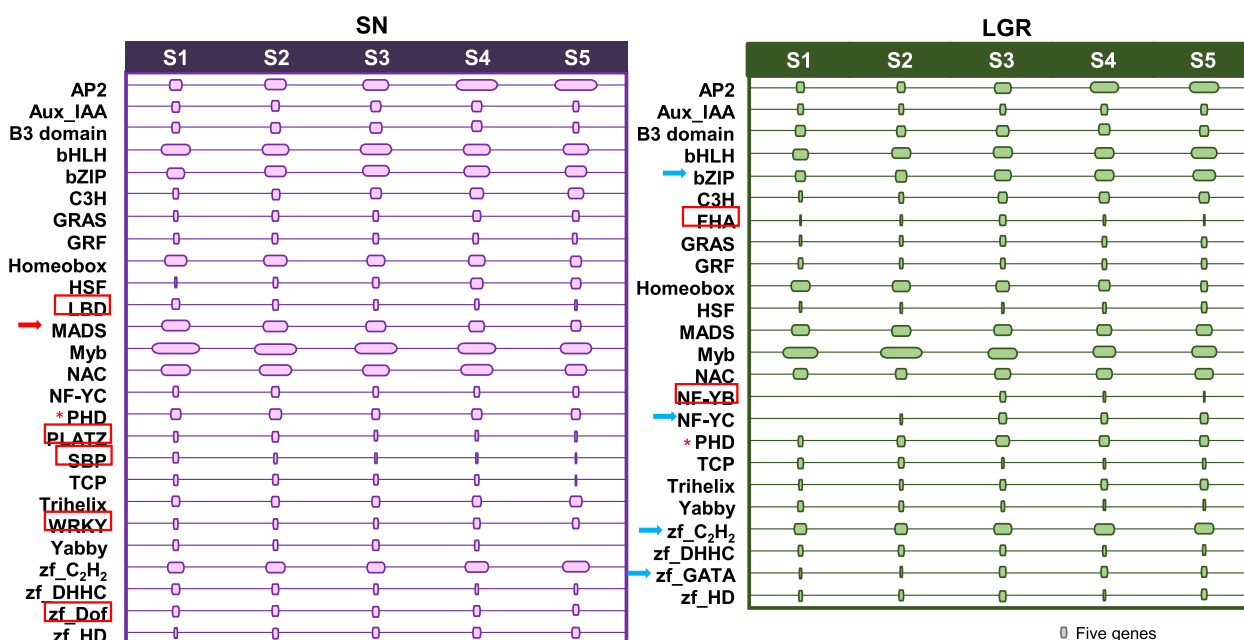 SN
S1 S2 S3 S4 S5
AP2
Aux_IAA
B3 domain
bHLH
bZIP
C3H
GRAS
GRF
Homeobox
HSF
LBD
MADS
Myb
NAC
NF-YC
*PHD
PLATZ
SBP
TCP
Trihelix
WRKY
Yabby
zf_C₂H₂
zf_DHHC
zf_Dof
zf_HD
LGR
S1 S2 S3 S4 S5
AP2
Aux_IAA
B3 domain
bHLH
bZIP
C3H
FHA
GRAS
GRF
Homeobox
HSF
MADS
Myb
NAC
NF-YB
NF-YC
*PHD
TCP
Trihelix
Yabby
zf_C₂H₂
zf_DHHC
zf_GATA
zf_HD
Five genes